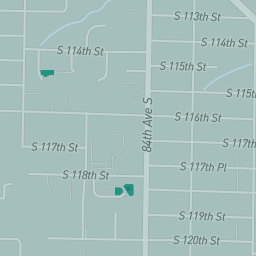 S 113th St
S 114th St
S 114th St
S 115th St
S 115th
S 116th St
84th Ave S
S 117th St
S 117th
S 117th Pl
S 118th St
S 119th St
S 120th St